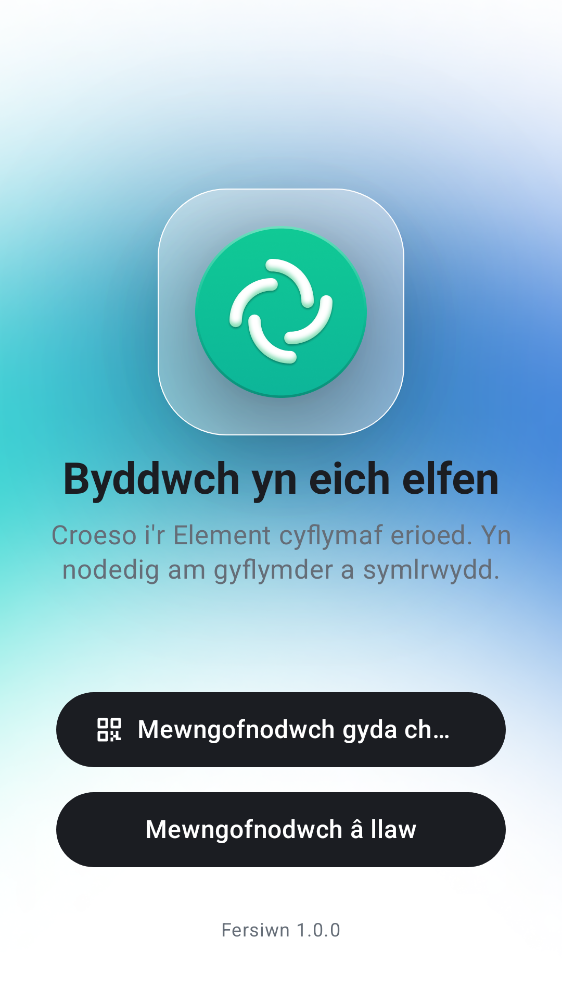 Byddwch yn eich elfen
Croeso i'r Element cyflymaf erioed. Yn
nodedig am gyflymder a symlrwydd.
Mewngofnodwch gyda ch…
Mewngofnodwch â llaw
Fersiwn 1.0.0